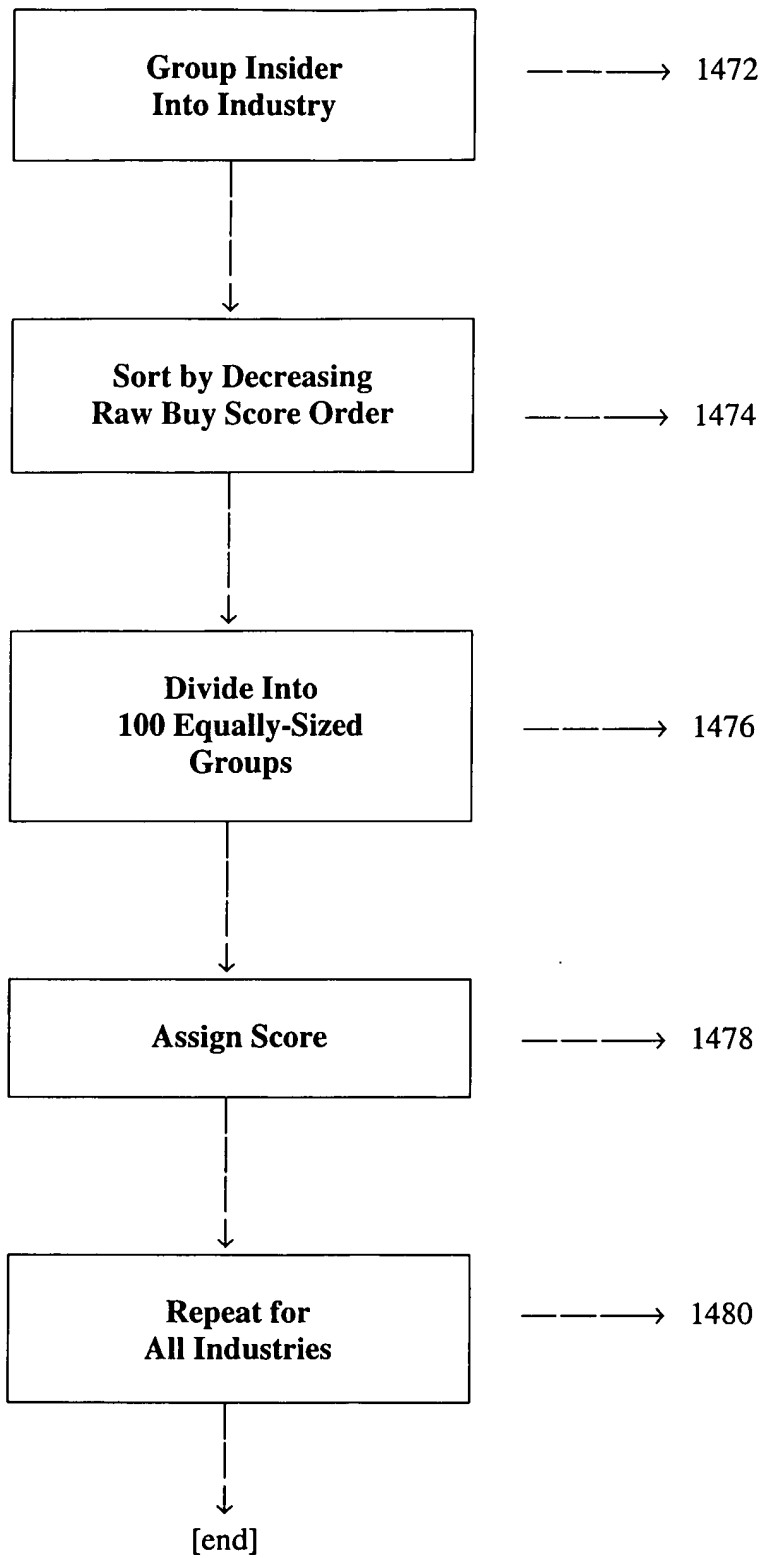 Group Insider
Into Industry
1472
Sort by Decreasing
Raw Buy Score Order
1474
Divide Into
100 Equally-Sized
Groups
1476
Assign Score
1478
Repeat for
All Industries
1480
[end]